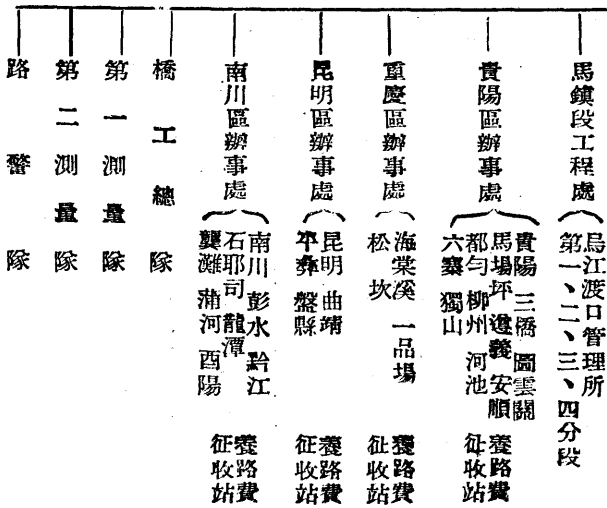 馬鎮段工程處
烏江渡口管理所
第一、二、三、四分段
貴陽區辦事處
貴陽 三橋 圖雲關
馬場坪 遵義 安順
都勻 柳州 河池
六寨 獨山
養路費
征收站
重慶區辦事處
海棠溪 一品場
松坎
養路費
征收站
昆明區辦事處
昆明 曲靖
平彝 盤縣
養路費
征收站
南川區辦事處
南川 彭水 黔江
石耶司 龍潭
龔灘 蒲河 酉陽
養路費
征收站
橋工總隊
第一測量隊
第二測量隊
路警隊